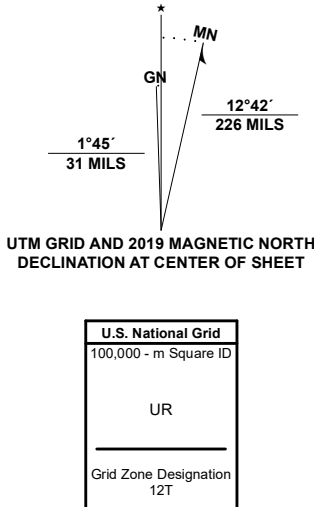 MN
GN
12°42´
226 MILS
1°45´
31 MILS
UTM GRID AND 2019 MAGNETIC NORTH
DECLINATION AT CENTER OF SHEET
U.S. National Grid
100,000 - m Square ID
UR
Grid Zone Designation
12T